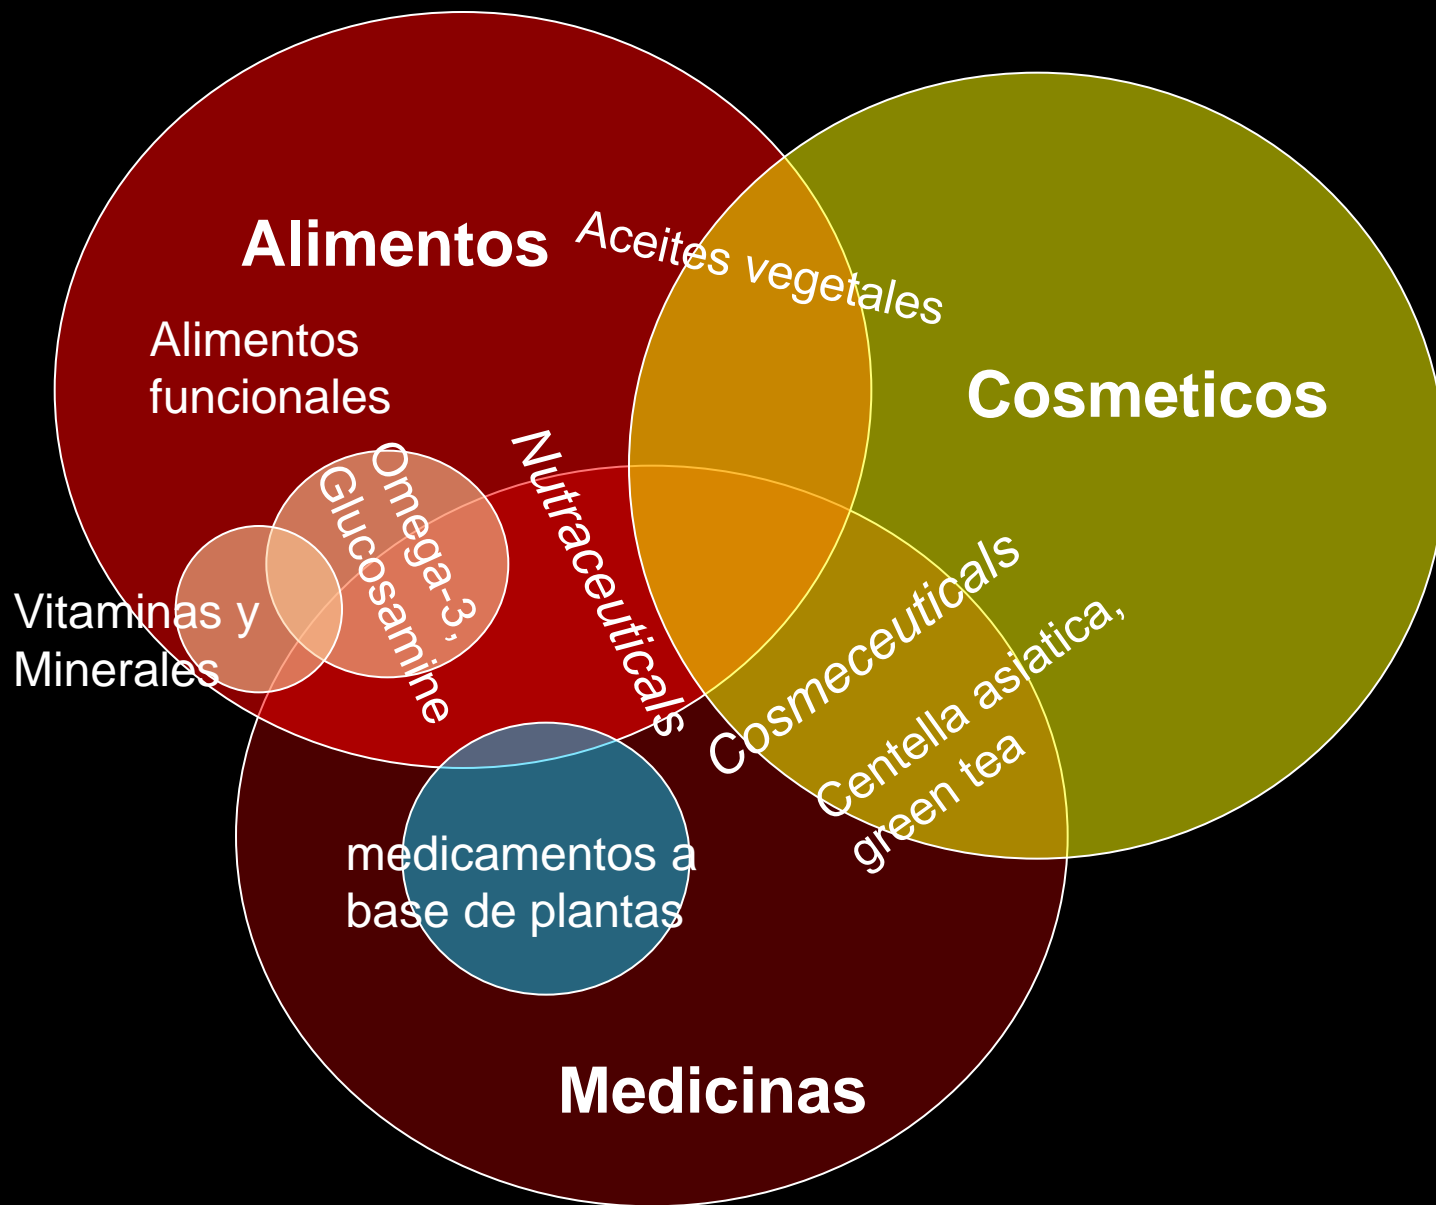 Alimentos
Aceites vegetales
Alimentos
funcionales
Cosmeticos
Omega-3,
Glucosamine
Nutraceuticals
Vitaminas y
Minerales
Cosmeceuticals
Centella asiatica,
green tea
medicamentos a
base de plantas
Medicinas